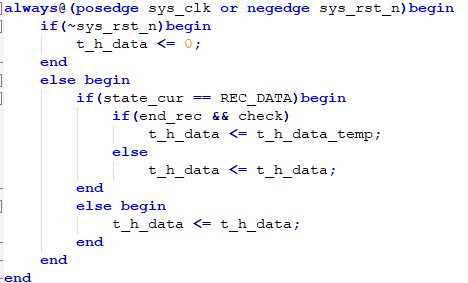 always@(posedge sys_clk or negedge sys_rst_n)begin
    if(~sys_rst_n)begin
        t_h_data <= 0;
    end
    else begin
        if(state_cur == REC_DATA)begin
            if(end_rec && check)
                t_h_data <= t_h_data_temp;
            else
                t_h_data <= t_h_data;
        end
        else begin
            t_h_data <= t_h_data;
        end
    end
end